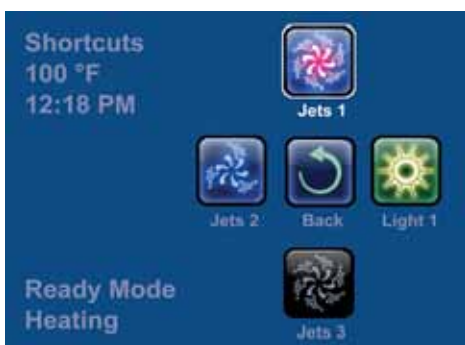 Shortcuts
100 °F
12:18 PM
Jets 1
Jets 2
Back
Light 1
Jets 3
Ready Mode
Heating